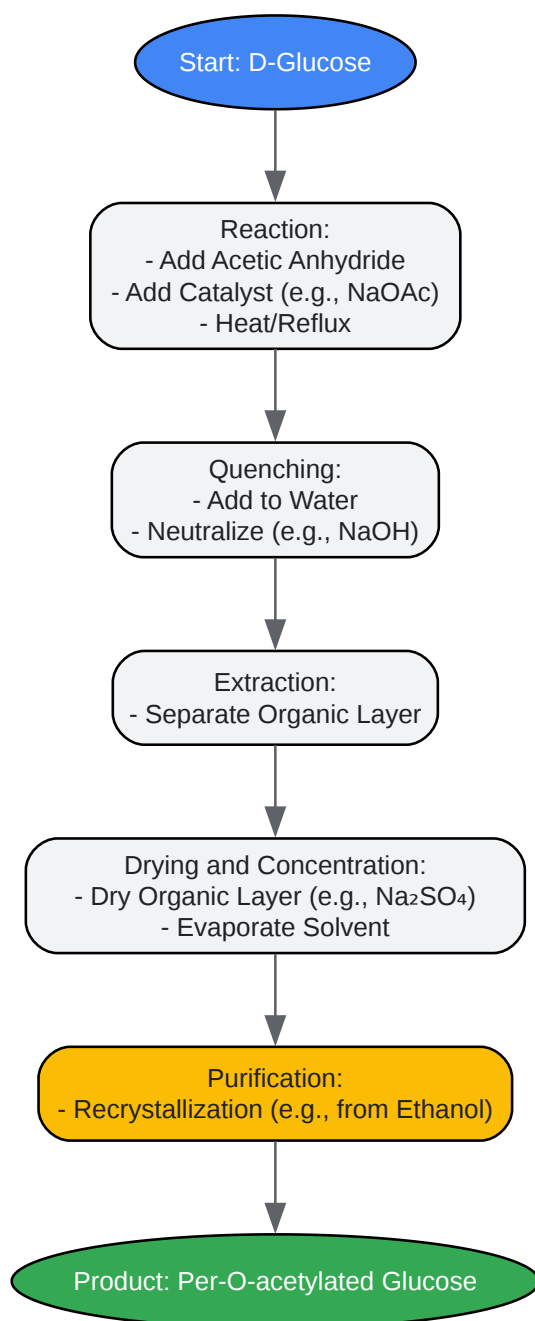 Start: D-Glucose
Reaction:
- Add Acetic Anhydride
- Add Catalyst (e.g., NaOAc)
- Heat/Reflux
Quenching:
- Add to Water
- Neutralize (e.g., NaOH)
Extraction:
- Separate Organic Layer
Drying and Concentration:
- Dry Organic Layer (e.g., Na₂SO₄)
- Evaporate Solvent
Purification:
- Recrystallization (e.g., from Ethanol)
Product: Per-O-acetylated Glucose